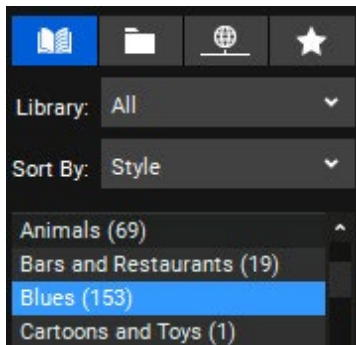 Library: All
Sort By: Style
Animals (69)
Bars and Restaurants (19)
Blues (153)
Cartoons and Toys (1)